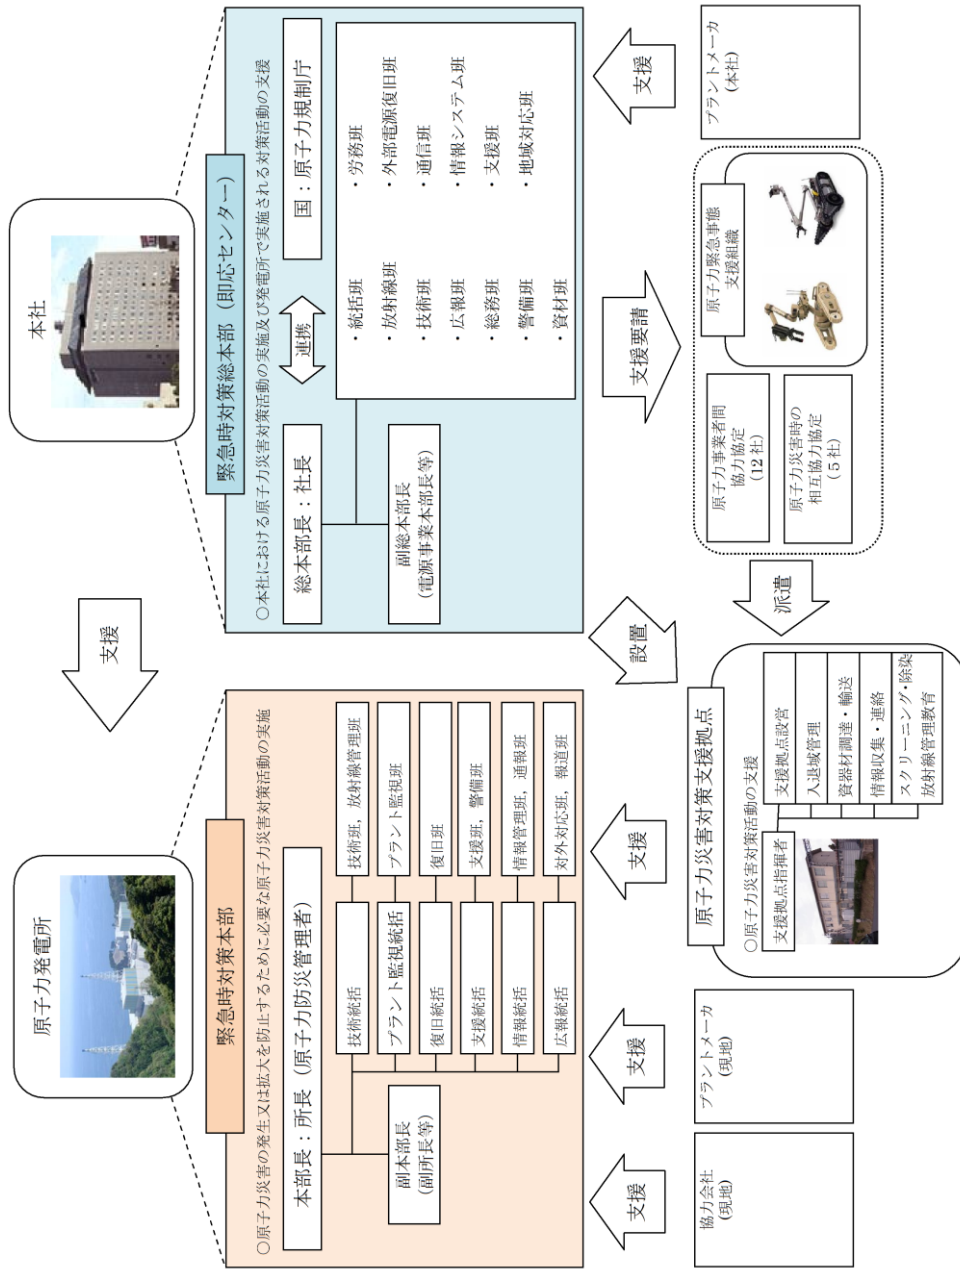 原子力発電所
本社
支援
緊急時対策本部
○原子力災害の発生又は拡大を防止するために必要な原子力災害対策活動の実施
本部長：所長（原子力防災管理者）
副本部長
(副所長等)
技術統括
技術班，放射線管理班
プラント監視統括
プラント監視班
復旧統括
復旧班
支援統括
支援班，警備班
情報統括
情報管理班，通報班
広報統括
対外対応班，報道班
緊急時対策総本部（即応センター）
○本社における原子力災害対策活動の実施及び発電所で実施される対策活動の支援
総本部長：社長
連携
国：原子力規制庁
副総本部長
(電源事業本部長等)
・統括班
・労務班
・放射線班
・外部電源復旧班
・技術班
・通信班
・広報班
・情報システム班
・総務班
・支援班
・警備班
・地域対応班
・資材班
支援
支援
支援
設置
支援要請
支援
協力会社
(現地)
プラントメーカ
(現地)
原子力災害対策支援拠点
○原子力災害対策活動の支援
支援拠点指揮者
支援拠点設営
入退域管理
資器材調達・輸送
情報収集・連絡
スクリーニング・除染
放射線管理教育
派遣
原子力事業者間
協力協定
(12 社)
原子力災害時の
相互協力協定
(５社)
原子力緊急事態
支援組織
プラントメーカ
(本社)